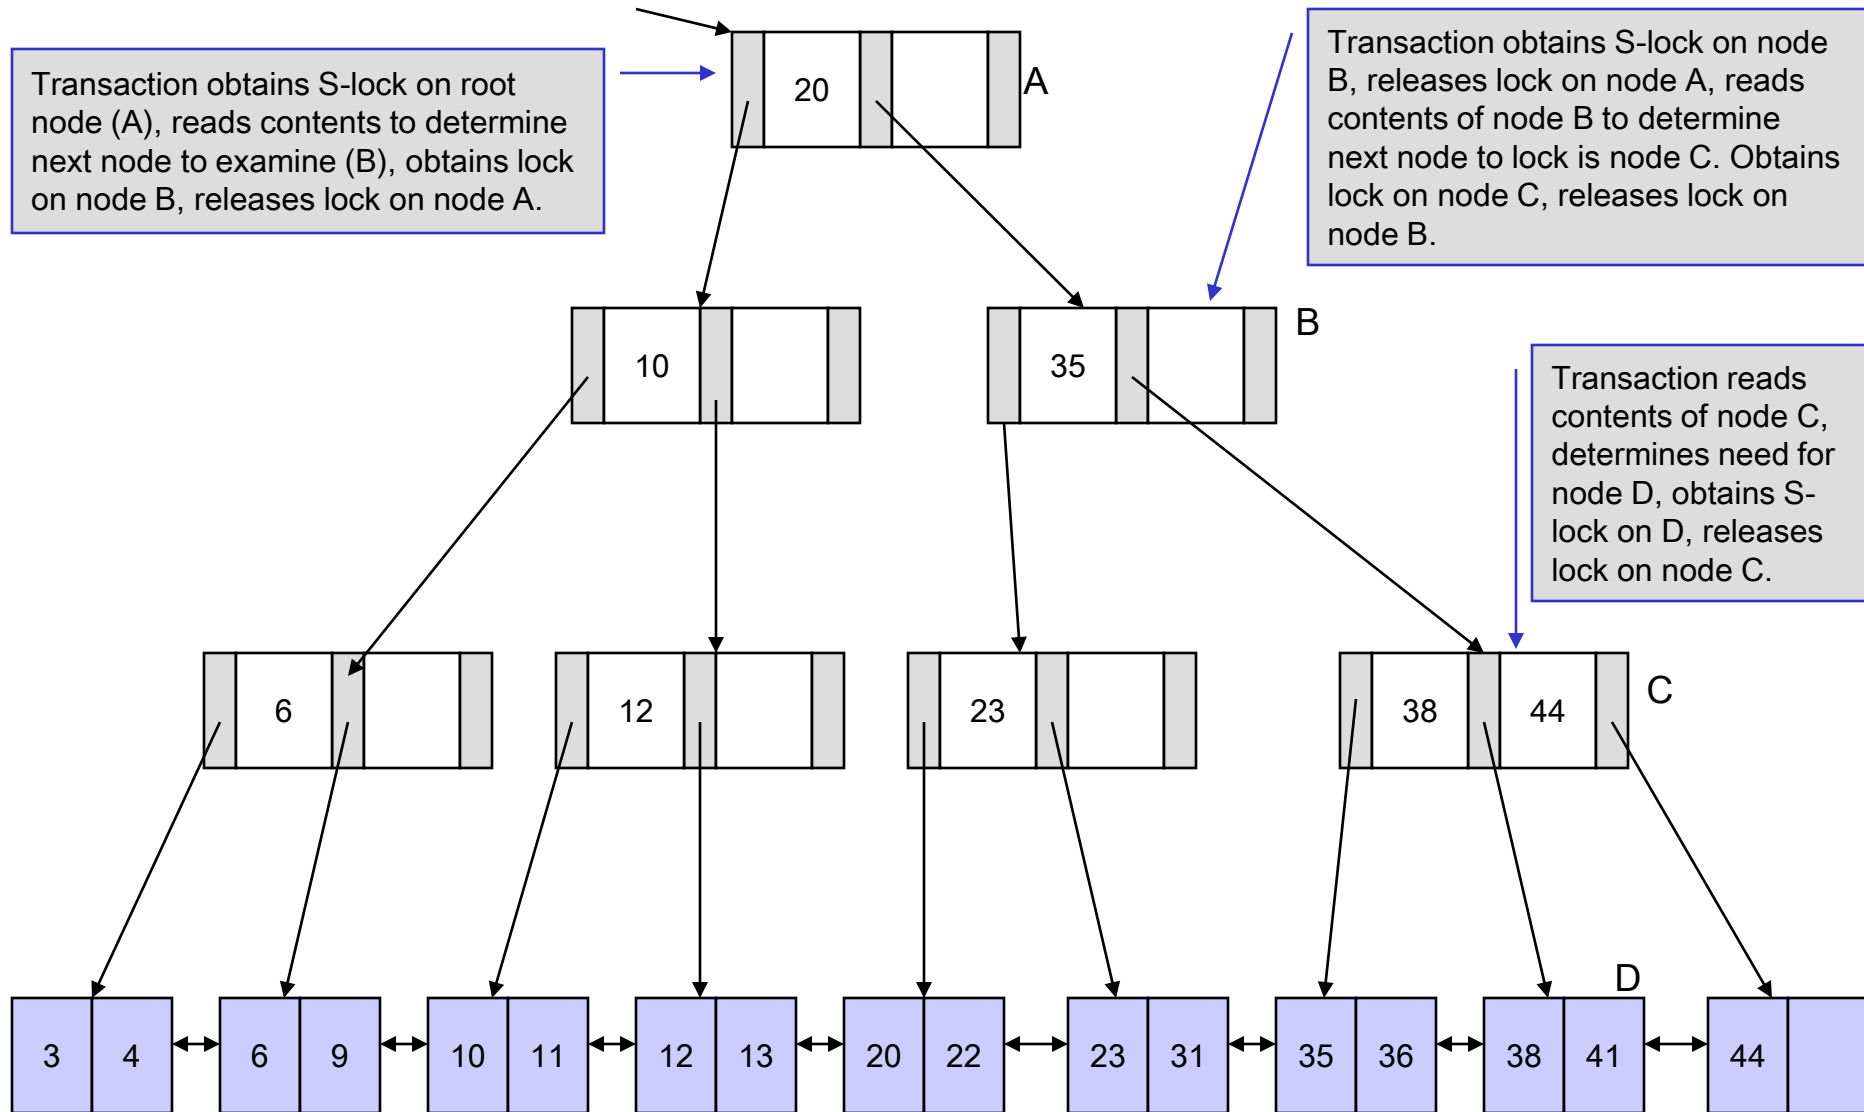 Transaction obtains S-lock on root
node (A), reads contents to determine
next node to examine (B), obtains lock
on node B, releases lock on node A.
20
A
Transaction obtains S-lock on node
B, releases lock on node A, reads
contents of node B to determine
next node to lock is node C. Obtains
lock on node C, releases lock on
node B.
10
35
B
Transaction reads
contents of node C,
determines need for
node D, obtains S-
lock on D, releases
lock on node C.
6
12
23
38 44
C
D
3 4 6 9 10 11 12 13 20 22 23 31 35 36 38 41 44